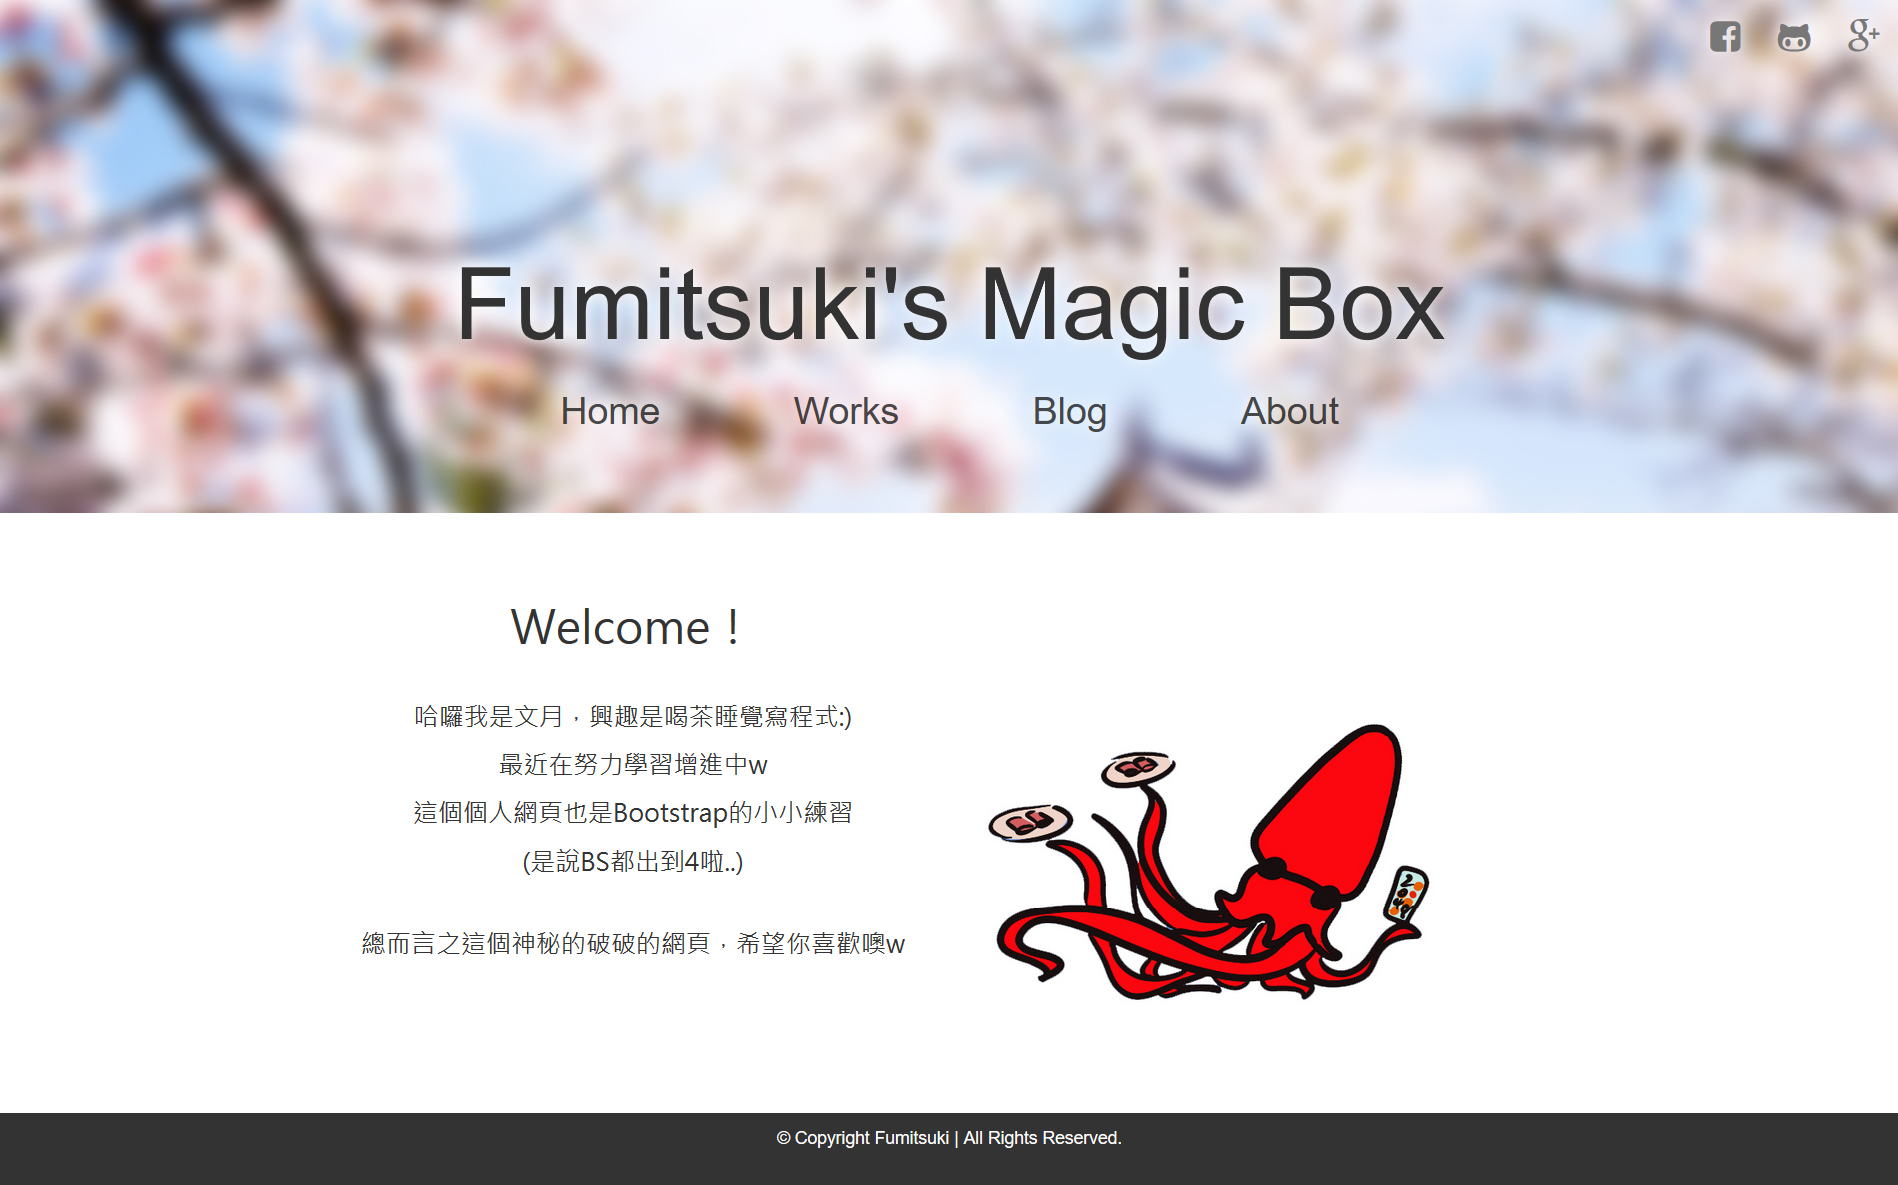 Fumitsuki's Magic Box
Home Works Blog About
Welcome !
哈囉我是文月，興趣是喝茶睡覺寫程式:)
最近在努力學習增進中w
這個個人網頁也是Bootstrap的小小練習
(是說BS都出到4啦..)
總而言之這個神秘的破破的網頁，希望你喜歡噢w
© Copyright Fumitsuki | All Rights Reserved.